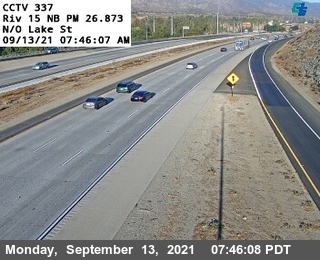 CCTV 337
Riv 15 NB PM 26.873
N/O Lake St
09/13/21 07:46:07 AM
Monday, September 13, 2021 07:46:08 PDT